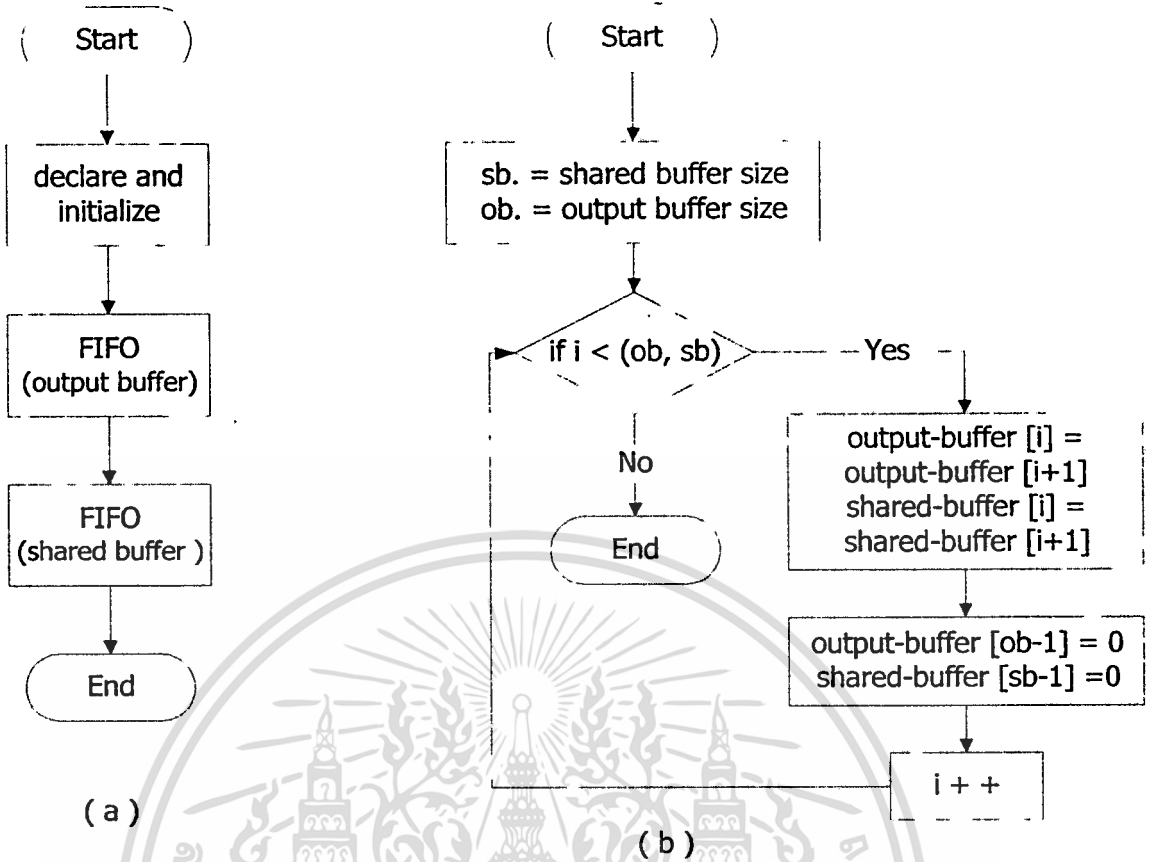 Start
declare and
initialize
FIFO
(output buffer)
FIFO
(shared buffer )
End
( a )
Start
sb. = shared buffer size
ob. = output buffer size
if i < (ob, sb)
Yes
No
End
output-buffer [i] =
output-buffer [i+1]
shared-buffer [i] =
shared-buffer [i+1]
output-buffer [ob-1] = 0
shared-buffer [sb-1] =0
i + +
( b )